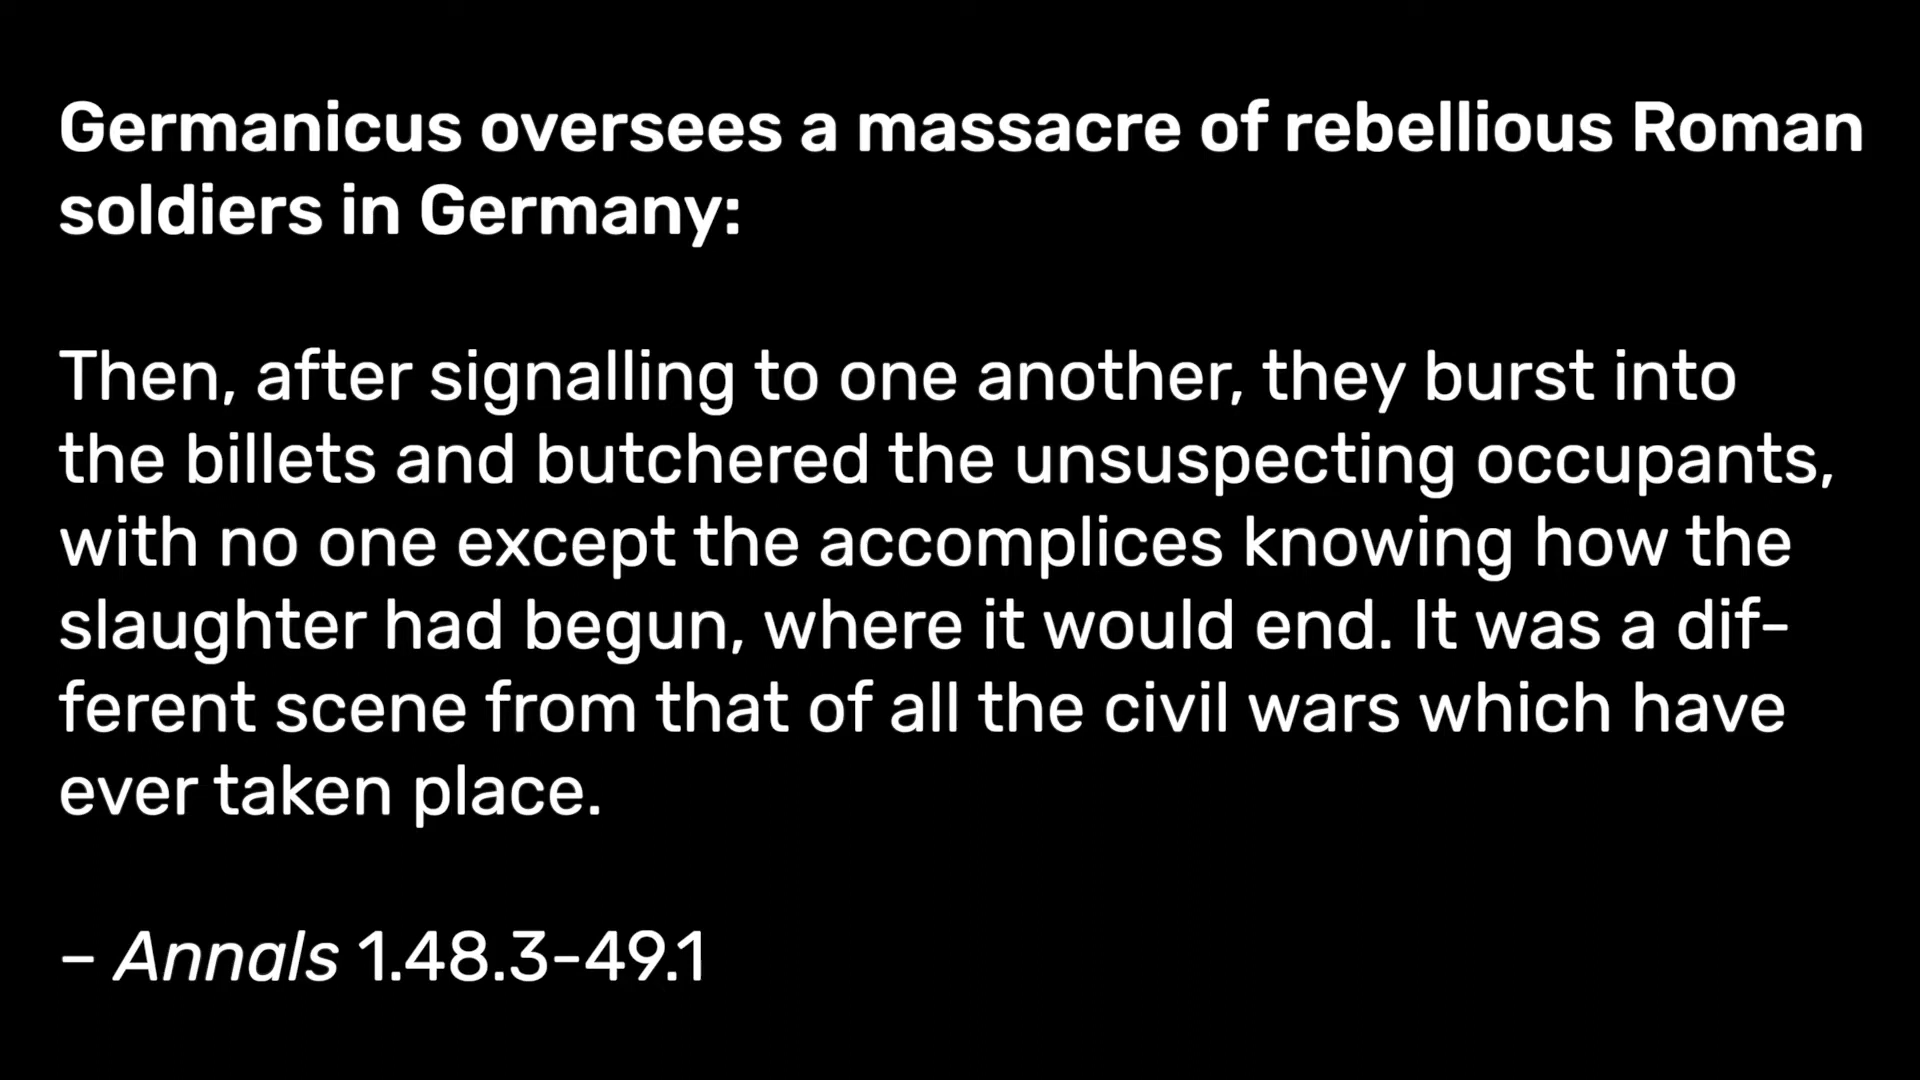 Germanicus oversees a massacre of rebellious Roman
soldiers in Germany:
Then, after signalling to one another, they burst into
the billets and butchered the unsuspecting occupants,
with no one except the accomplices knowing how the
slaughter had begun, where it would end. It was a dif-
ferent scene from that of all the civil wars which have
ever taken place.
– Annals 1.48.3-49.1